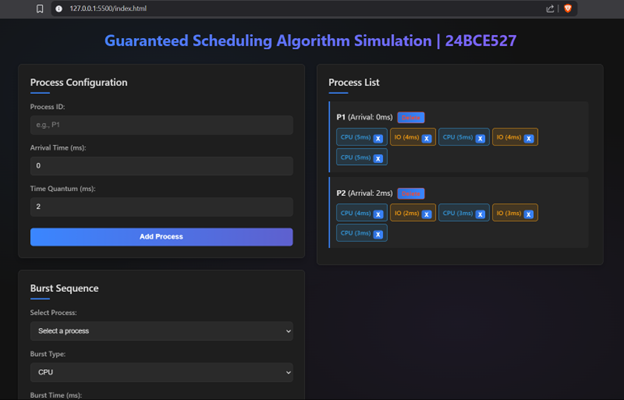 127.0.0.1:5500/index.html
Guaranteed Scheduling Algorithm Simulation | 24BCE527
Process Configuration
Process ID:
e.g., P1
Arrival Time (ms):
0
Time Quantum (ms):
2
Add Process
Burst Sequence
Select Process:
Select a process
Burst Type:
CPU
Burst Time (ms):
Process List
P1 (Arrival: 0ms)
CPU (5ms) X IO (4ms) X CPU (5ms) X IO (4ms) X
CPU (5ms) X
P2 (Arrival: 2ms)
CPU (4ms) X IO (2ms) X CPU (3ms) X IO (3ms) X
CPU (3ms) X